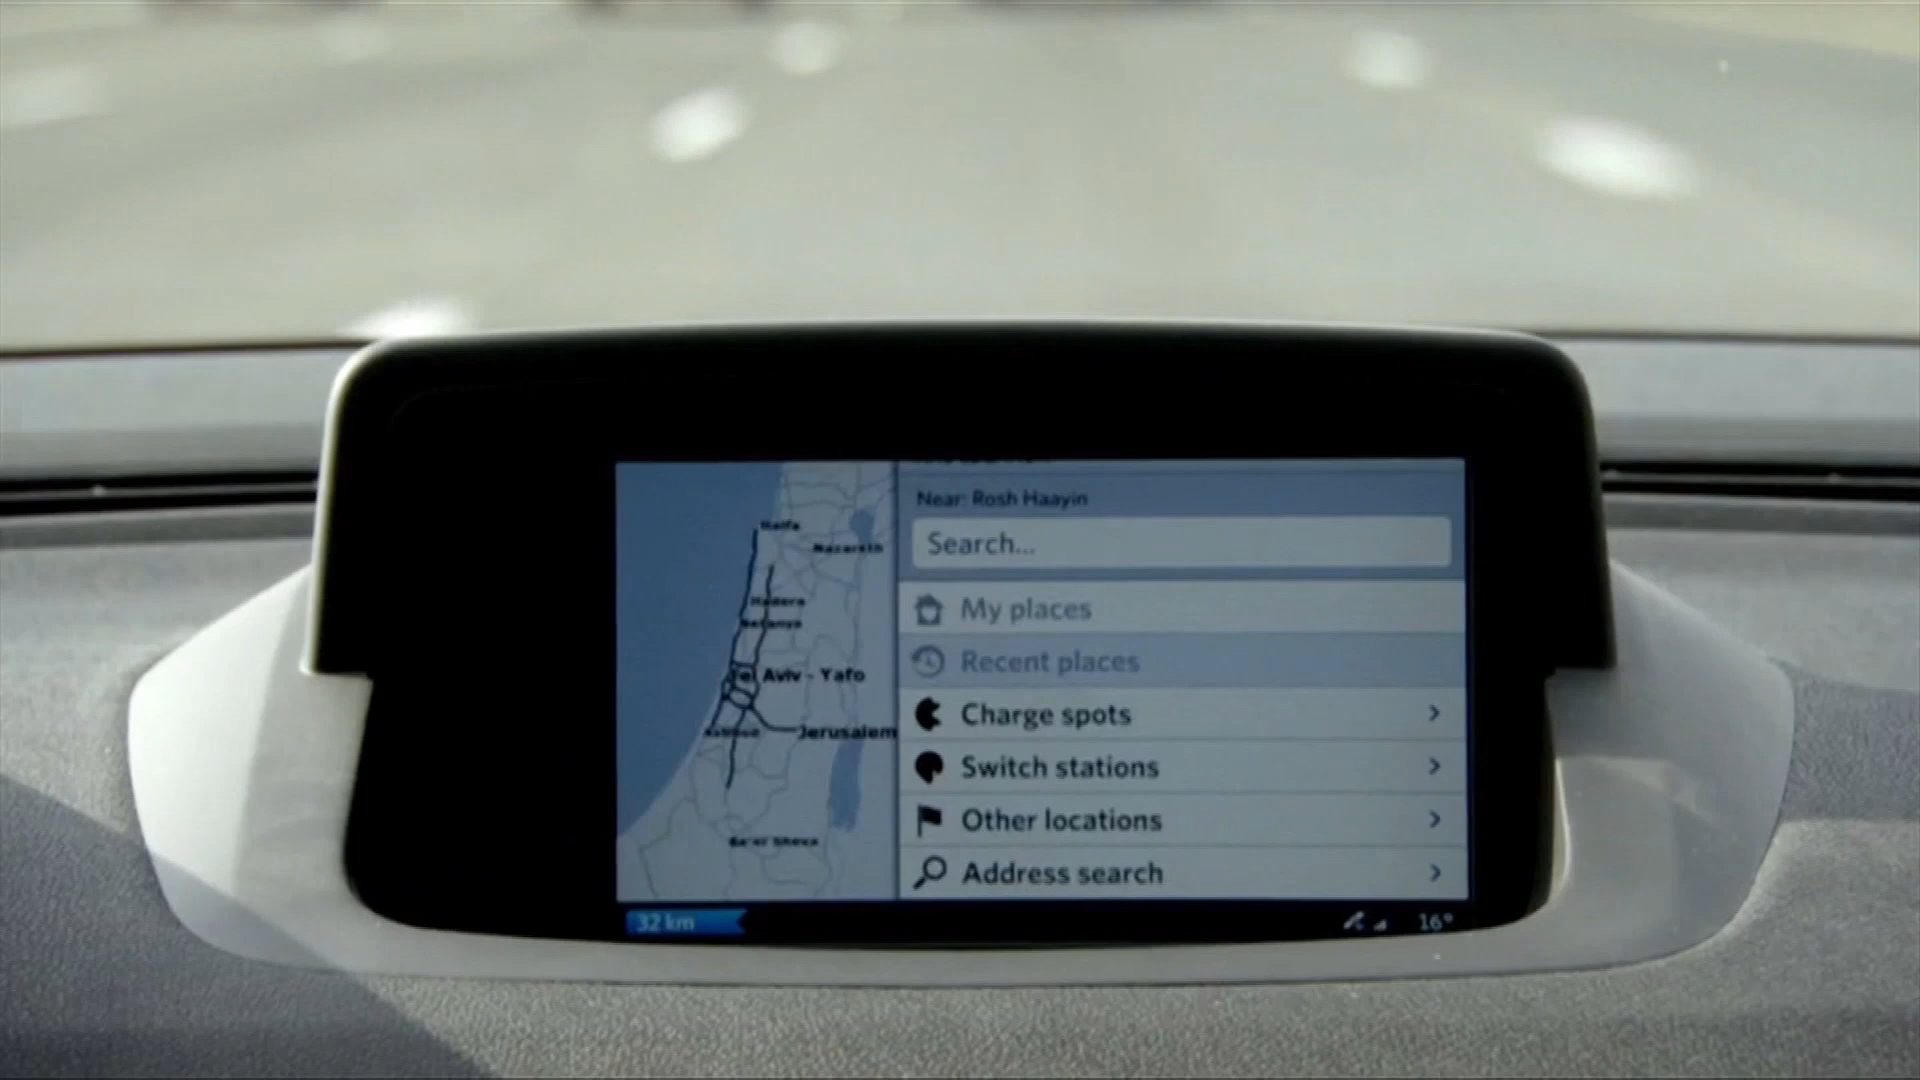 Near: Rosh Haayin
Search...
Haifa
Nazareth
My places
Hadera
Netanya
Recent places
Tel Aviv - Yafo
Charge spots
Ashdod
Jerusalem
Switch stations
Other locations
Be'er Sheva
Address search
32 km
16°